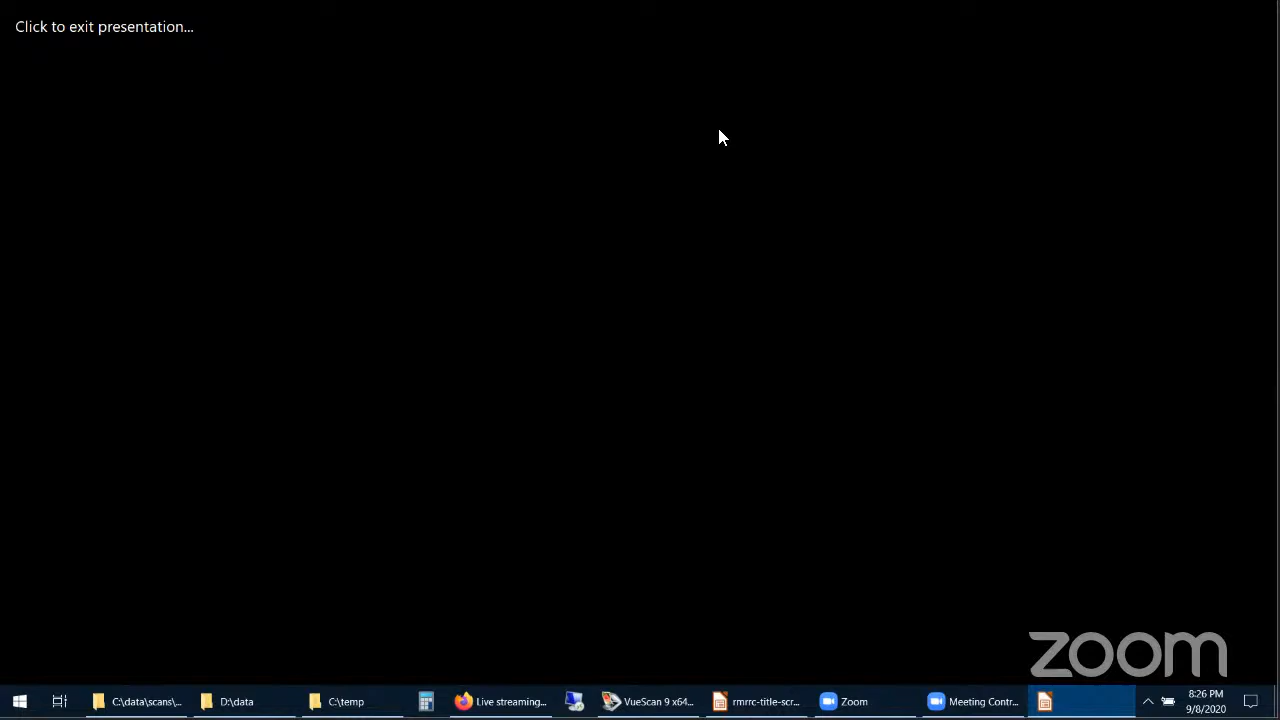 Click to exit presentation...
zoom
C:\data\scans\...
D:\data
C:\temp
Live streaming...
VueScan 9 x64...
rmrrc-title-scr...
Zoom
Meeting Contr...
8:26 PM
9/8/2020